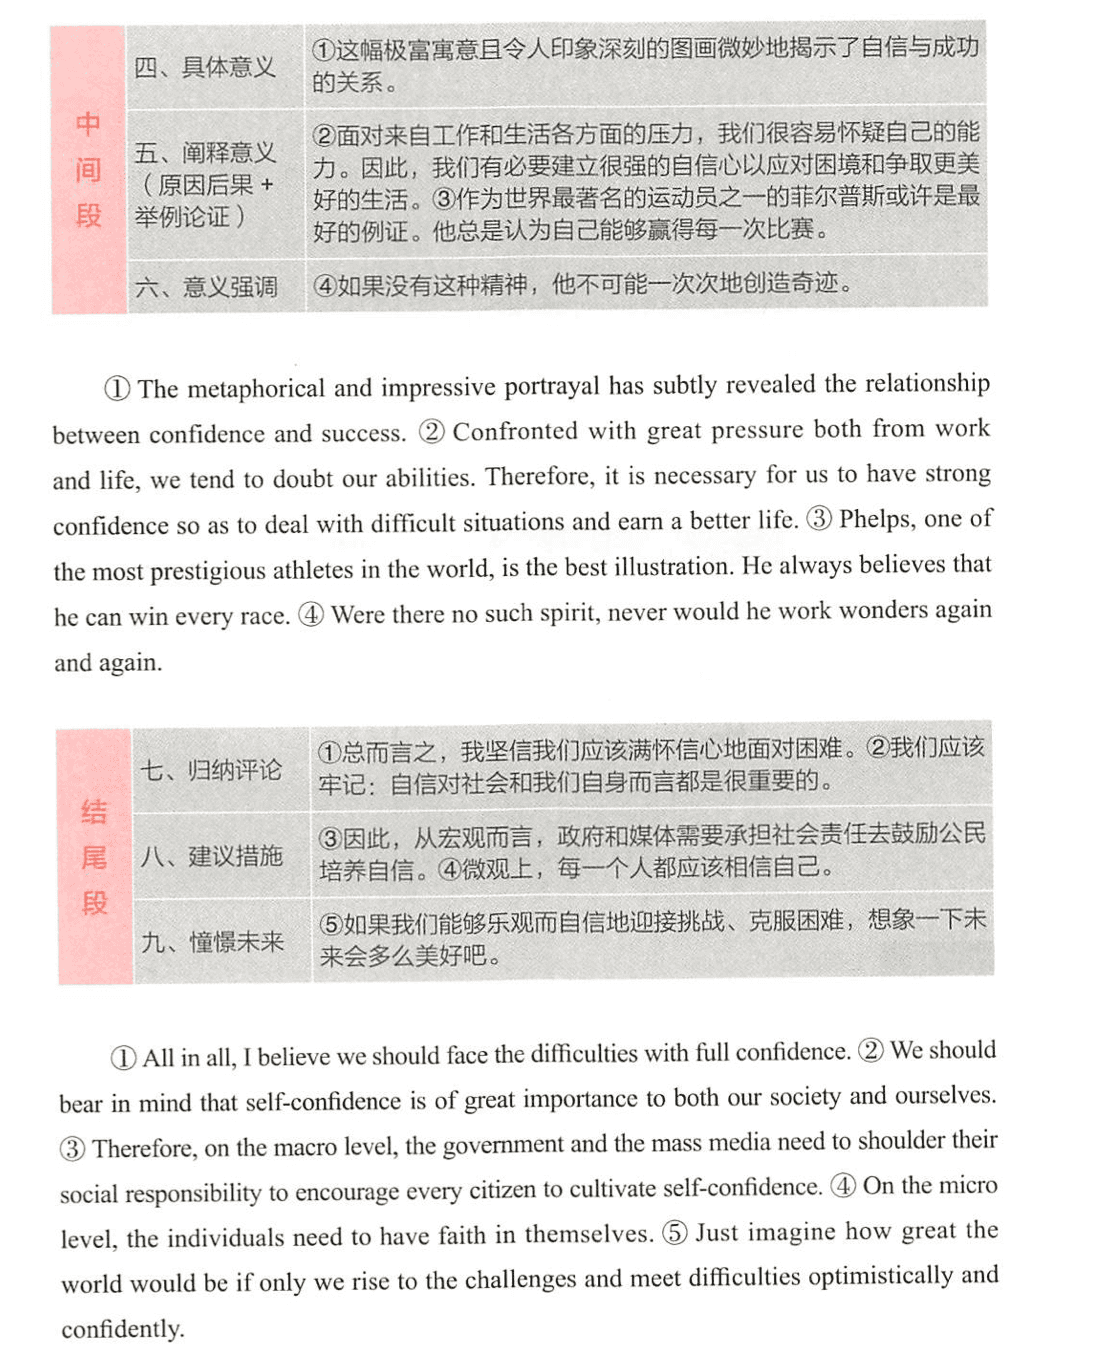 中间段
四、具体意义
①这幅极富寓意且令人印象深刻的图画微妙地揭示了自信与成功
的关系。
五、阐释意义
（原因后果+
举例论证）
②面对来自工作和生活各方面的压力，我们很容易怀疑自己的能
力。因此，我们有必要建立很强的自信心以应对困境和争取更美
好的生活。③作为世界最著名的运动员之一的菲尔普斯或许是最
好的例证。他总是认为自己能够赢得每一次比赛。
六、意义强调
④如果没有这种精神，他不可能一次次地创造奇迹。
① The metaphorical and impressive portrayal has subtly revealed the relationship
between confidence and success. ② Confronted with great pressure both from work
and life, we tend to doubt our abilities. Therefore, it is necessary for us to have strong
confidence so as to deal with difficult situations and earn a better life. ③ Phelps, one of
the most prestigious athletes in the world, is the best illustration. He always believes that
he can win every race. ④ Were there no such spirit, never would he work wonders again
and again.
结尾段
七、归纳评论
①总而言之，我坚信我们应该满怀信心地面对困难。②我们应该
牢记：自信对社会和我们自身而言都是很重要的。
八、建议措施
③因此，从宏观而言，政府和媒体需要承担社会责任去鼓励公民
培养自信。④微观上，每一个人都应该相信自己。
九、憧憬未来
⑤如果我们能够乐观而自信地迎接挑战、克服困难，想象一下未
来会多么美好吧。
① All in all, I believe we should face the difficulties with full confidence. ② We should
bear in mind that self-confidence is of great importance to both our society and ourselves.
③ Therefore, on the macro level, the government and the mass media need to shoulder their
social responsibility to encourage every citizen to cultivate self-confidence. ④ On the micro
level, the individuals need to have faith in themselves. ⑤ Just imagine how great the
world would be if only we rise to the challenges and meet difficulties optimistically and
confidently.